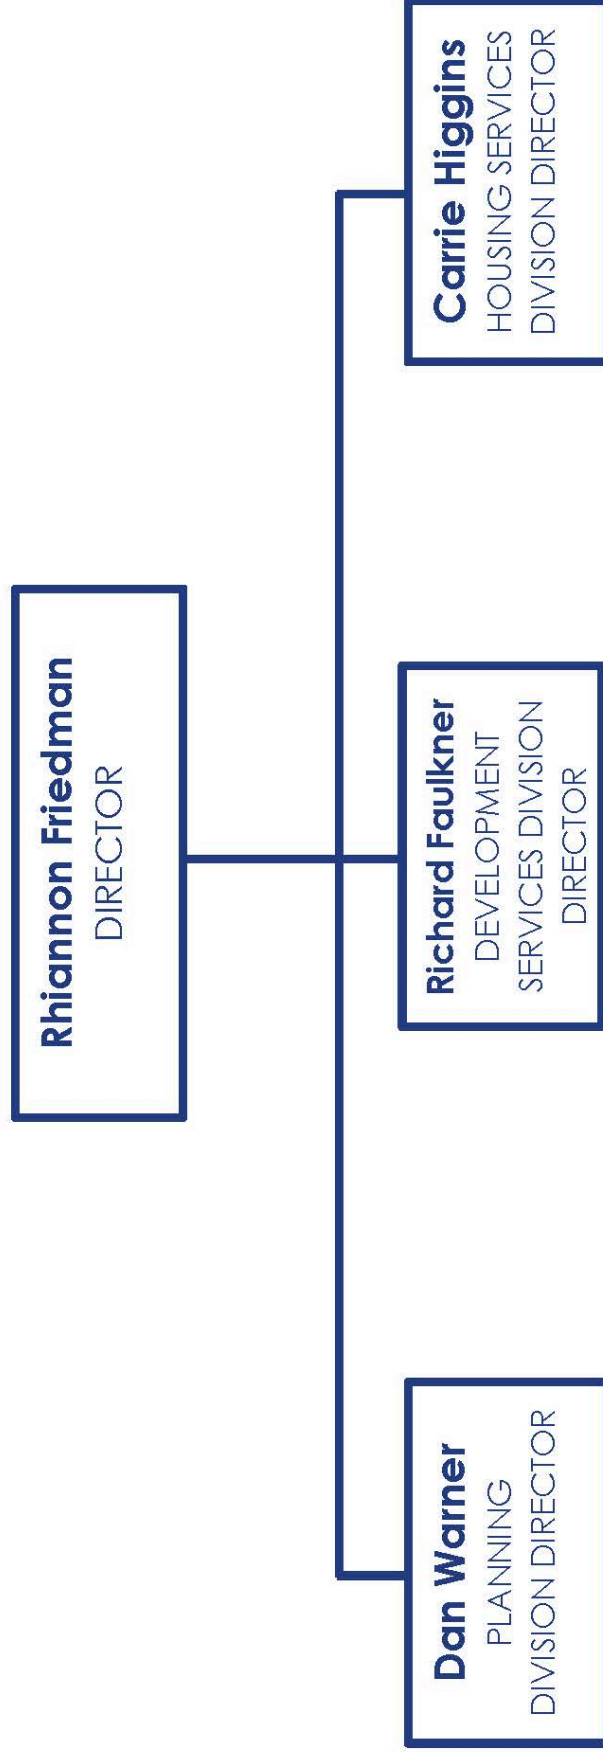 Rhiannon Friedman
DIRECTOR
Dan Warner
PLANNING
DIVISION DIRECTOR
Richard Faulkner
DEVELOPMENT
SERVICES DIVISION
DIRECTOR
Carrie Higgins
HOUSING SERVICES
DIVISION DIRECTOR